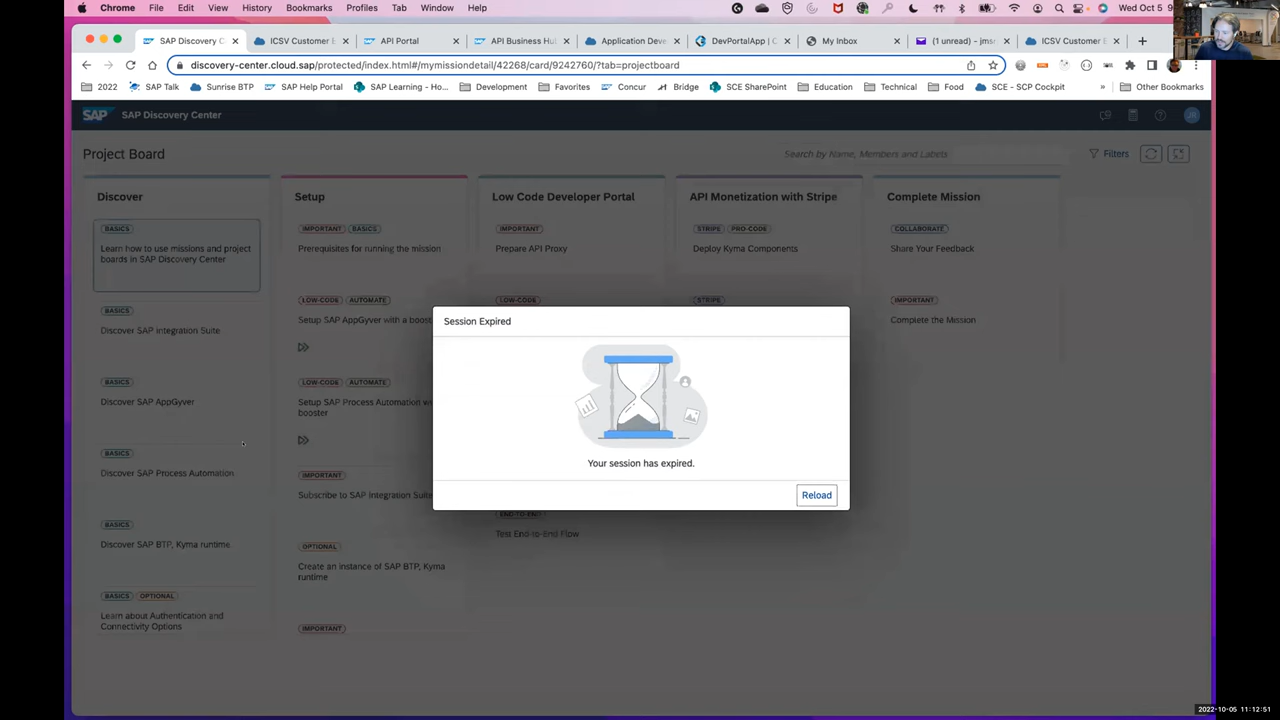 Chrome File Edit View History Bookmarks Profiles Tab Window Help
Wed Oct 5
SAP Discovery C
ICSV Customer E
API Portal
API Business Hu
Application Deve
DevPortalApp | C
My Inbox
(1 unread) - jmsr
ICSV Customer E
discovery-center.cloud.sap/protected/index.html#/mymissiondetail/42268/card/9242760/?tab=projectboard
2022 SAP Talk Sunrise BTP SAP Help Portal SAP Learning - Ho... Development Favorites Concur Bridge SCE SharePoint Education Technical Food SCE - SCP Cockpit » Other Bookmarks
SAP SAP Discovery Center JR
Project Board
Search by Name, Members and Labels
Filters
Discover
BASICS
Learn how to use missions and project
boards in SAP Discovery Center
BASICS
Discover SAP Integration Suite
BASICS
Discover SAP AppGyver
BASICS
Discover SAP Process Automation
BASICS
Discover SAP BTP, Kyma runtime
BASICS OPTIONAL
Learn about Authentication and
Connectivity Options
Setup
IMPORTANT BASICS
Prerequisites for running the mission
LOW-CODE AUTOMATE
Setup SAP AppGyver with a boost
LOW-CODE AUTOMATE
Setup SAP Process Automation w
booster
IMPORTANT
Subscribe to SAP Integration Suite
OPTIONAL
Create an instance of SAP BTP, Kyma
runtime
IMPORTANT
Low Code Developer Portal
IMPORTANT
Prepare API Proxy
LOW-CODE
END-TO-END
Test End-to-End Flow
API Monetization with Stripe
STRIPE PRO-CODE
Deploy Kyma Components
STRIPE
Complete Mission
COLLABORATE
Share Your Feedback
IMPORTANT
Complete the Mission
Session Expired
Your session has expired.
Reload
2022-10-05 11:12:51